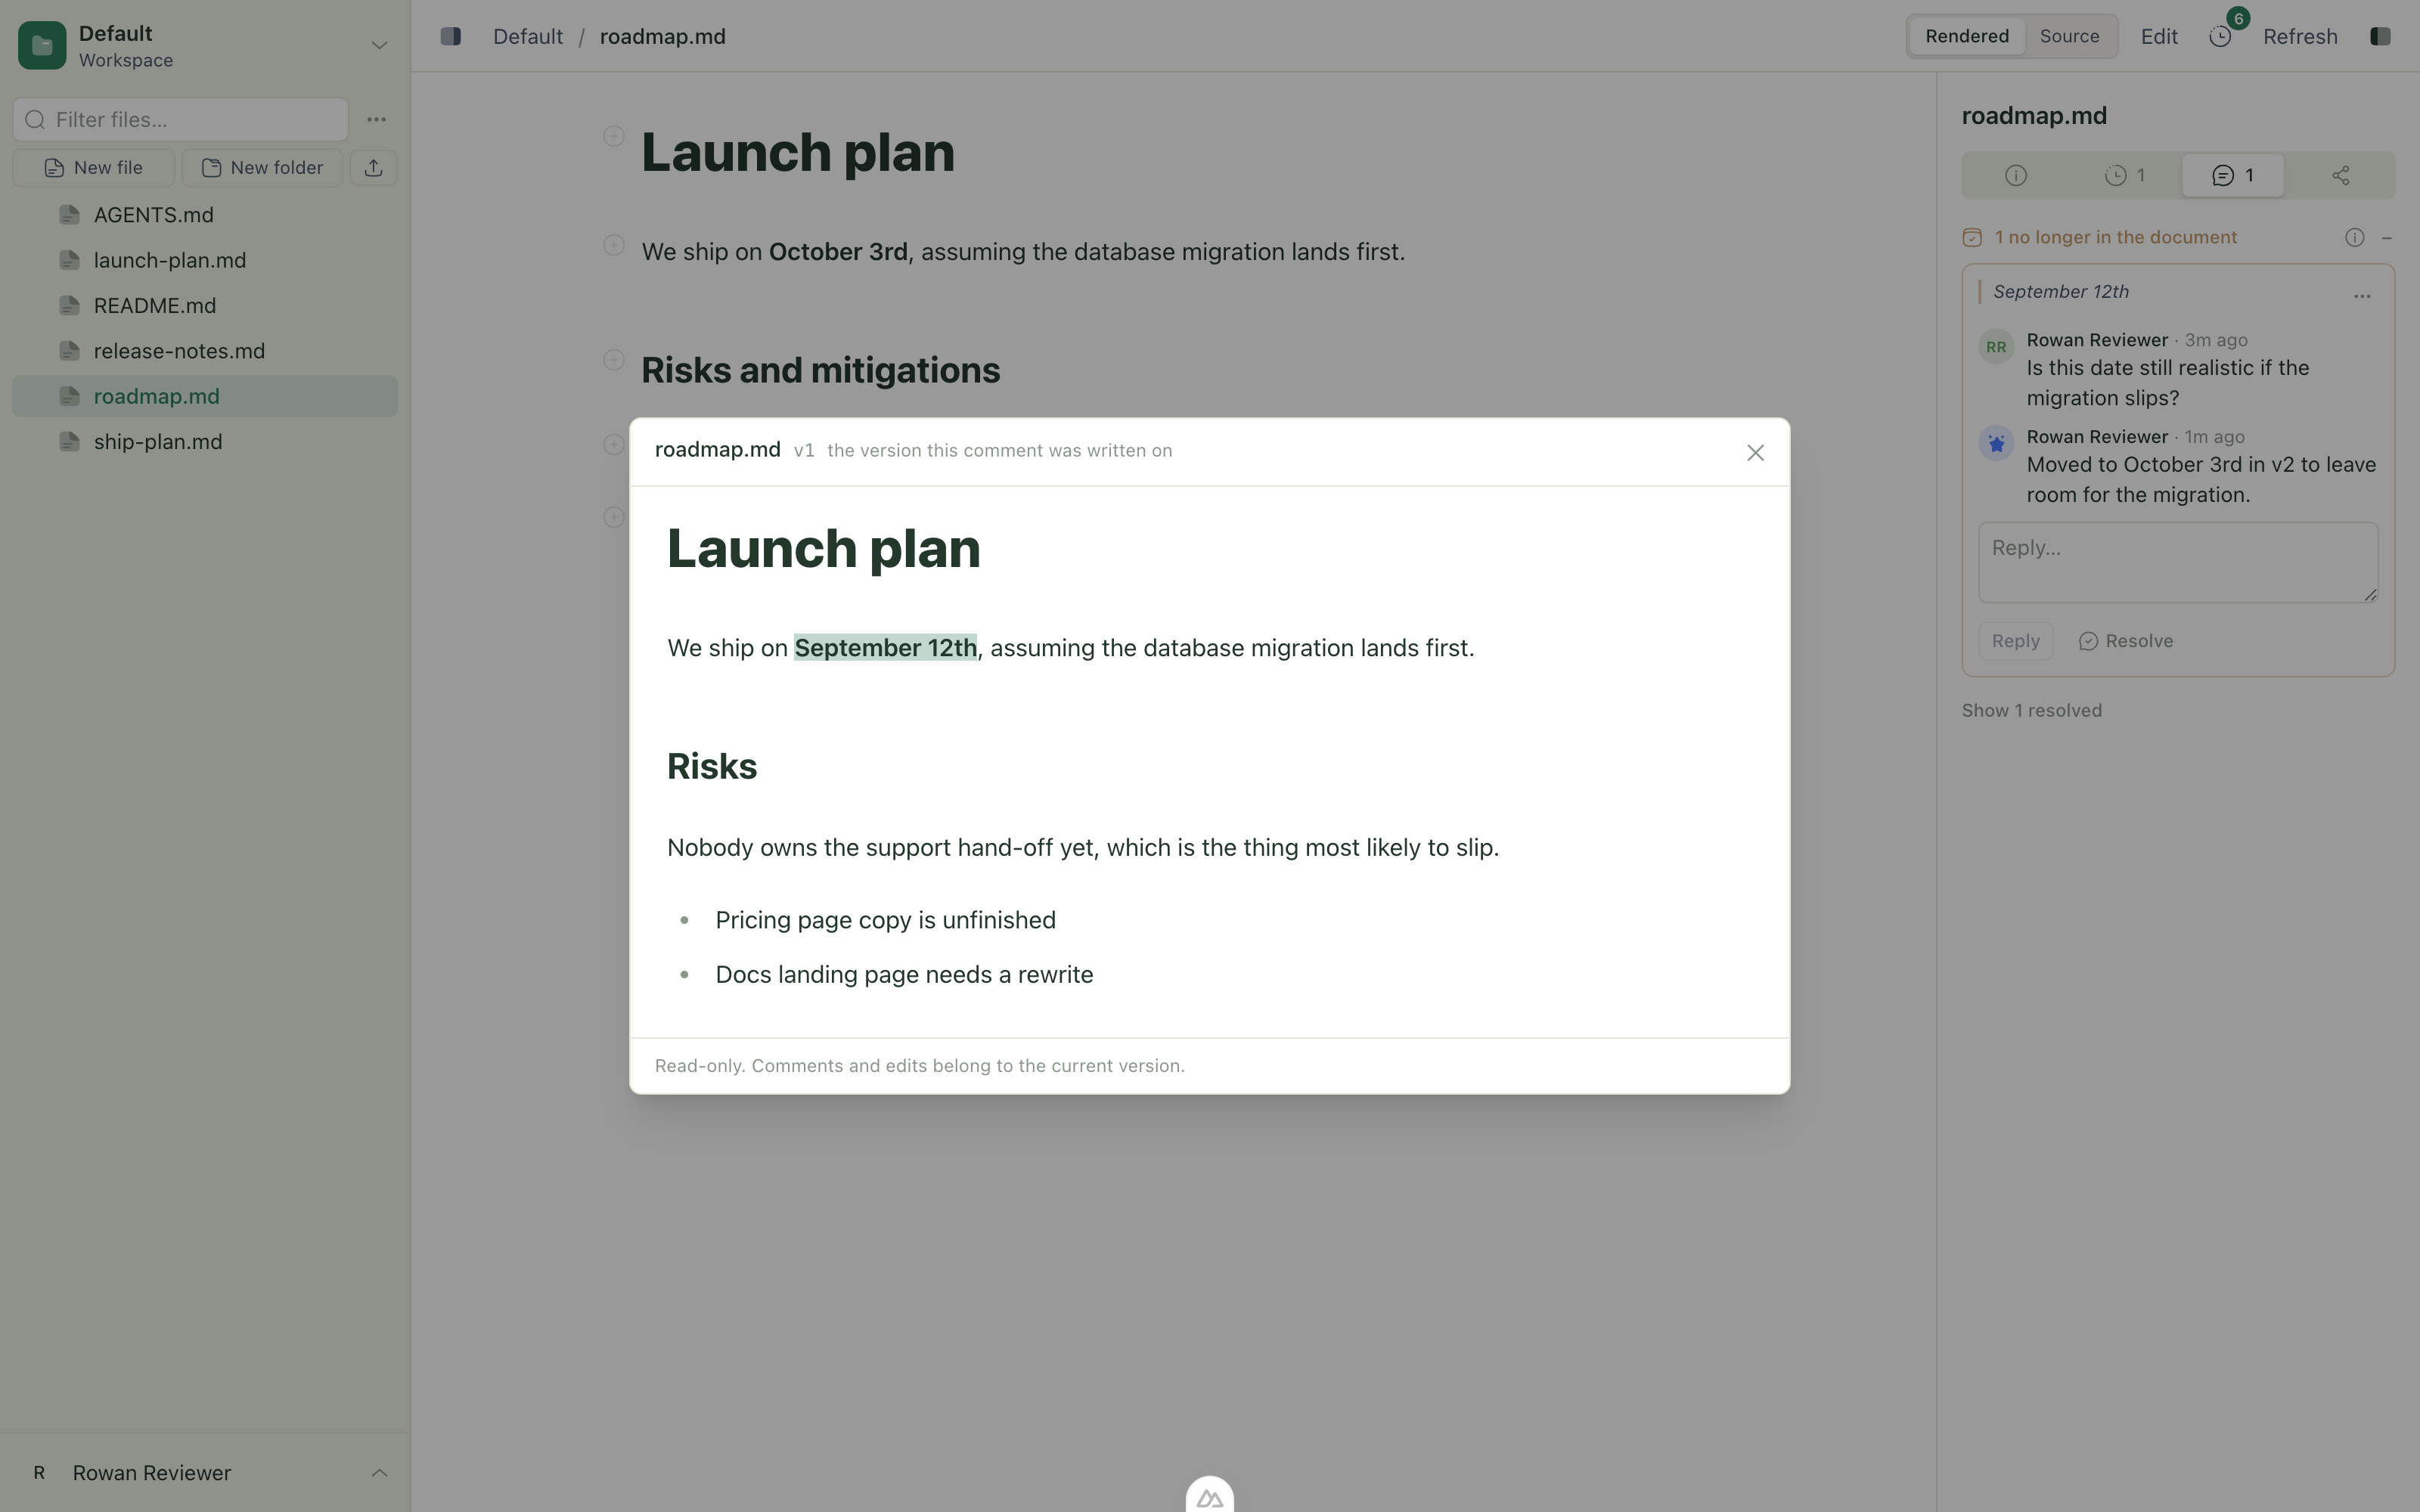 Default
Workspace
Filter files...
New file
New folder
AGENTS.md
launch-plan.md
README.md
release-notes.md
roadmap.md
ship-plan.md
R
Rowan Reviewer
Default / roadmap.md
Rendered
Source
Edit
6
Refresh
Launch plan
We ship on October 3rd, assuming the database migration lands first.
Risks and mitigations
roadmap.md v1 the version this comment was written on
Launch plan
We ship on September 12th, assuming the database migration lands first.
Risks
Nobody owns the support hand-off yet, which is the thing most likely to slip.
• Pricing page copy is unfinished
• Docs landing page needs a rewrite
Read-only. Comments and edits belong to the current version.
roadmap.md
1
1
1 no longer in the document
September 12th
RR
Rowan Reviewer · 3m ago
Is this date still realistic if the
migration slips?
Rowan Reviewer · 1m ago
Moved to October 3rd in v2 to leave
room for the migration.
Reply...
Reply
Resolve
Show 1 resolved